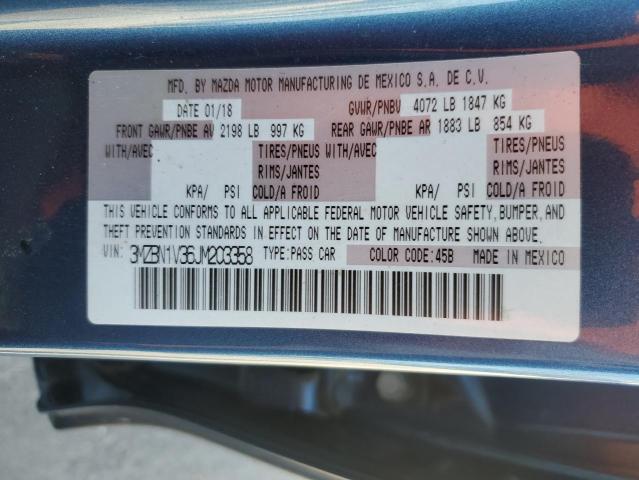 MFD. BY MAZDA MOTOR MANUFACTURING DE MEXICO S.A. DE C.V.
DATE 01/18 GVWR/PNBV 4072 LB 1847 KG
FRONT GAWR/PNBE AV 2198 LB 997 KG REAR GAWR/PNBE AR 1883 LB 854 KG
WITH/AVEC TIRES/PNEUS WITH/AVEC TIRES/PNEUS
RIMS/JANTES RIMS/JANTES
KPA/ PSI COLD/A FROID KPA/ PSI COLD/A FROID
THIS VEHICLE CONFORMS TO ALL APPLICABLE FEDERAL MOTOR VEHICLE SAFETY, BUMPER, AND
THEFT PREVENTION STANDARDS IN EFFECT ON THE DATE OF MANUFACTURE SHOWN ABOVE.
VIN: 3MZBN1V36JM203358 TYPE:PASS CAR COLOR CODE:45B MADE IN MEXICO